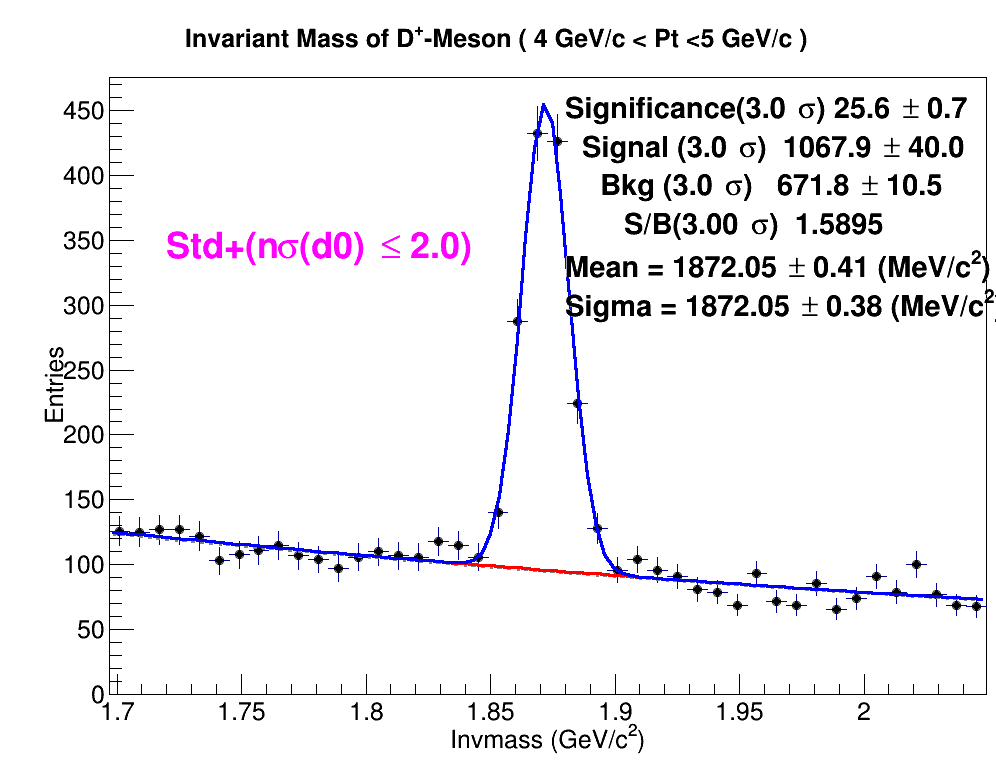 Invariant Mass of D⁺-Meson ( 4 GeV/c < Pt <5 GeV/c )
Significance(3.0 σ) 25.6 ± 0.7
Signal (3.0 σ) 1067.9 ± 40.0
Bkg (3.0 σ) 671.8 ± 10.5
S/B(3.00 σ) 1.5895
Mean = 1872.05 ± 0.41 (MeV/c²)
Sigma = 1872.05 ± 0.38 (MeV/c²)
Std+(nσ(d0) ≤ 2.0)
Entries
450
400
350
300
250
200
150
100
50
0
1.7 1.75 1.8 1.85 1.9 1.95 2
Invmass (GeV/c²)